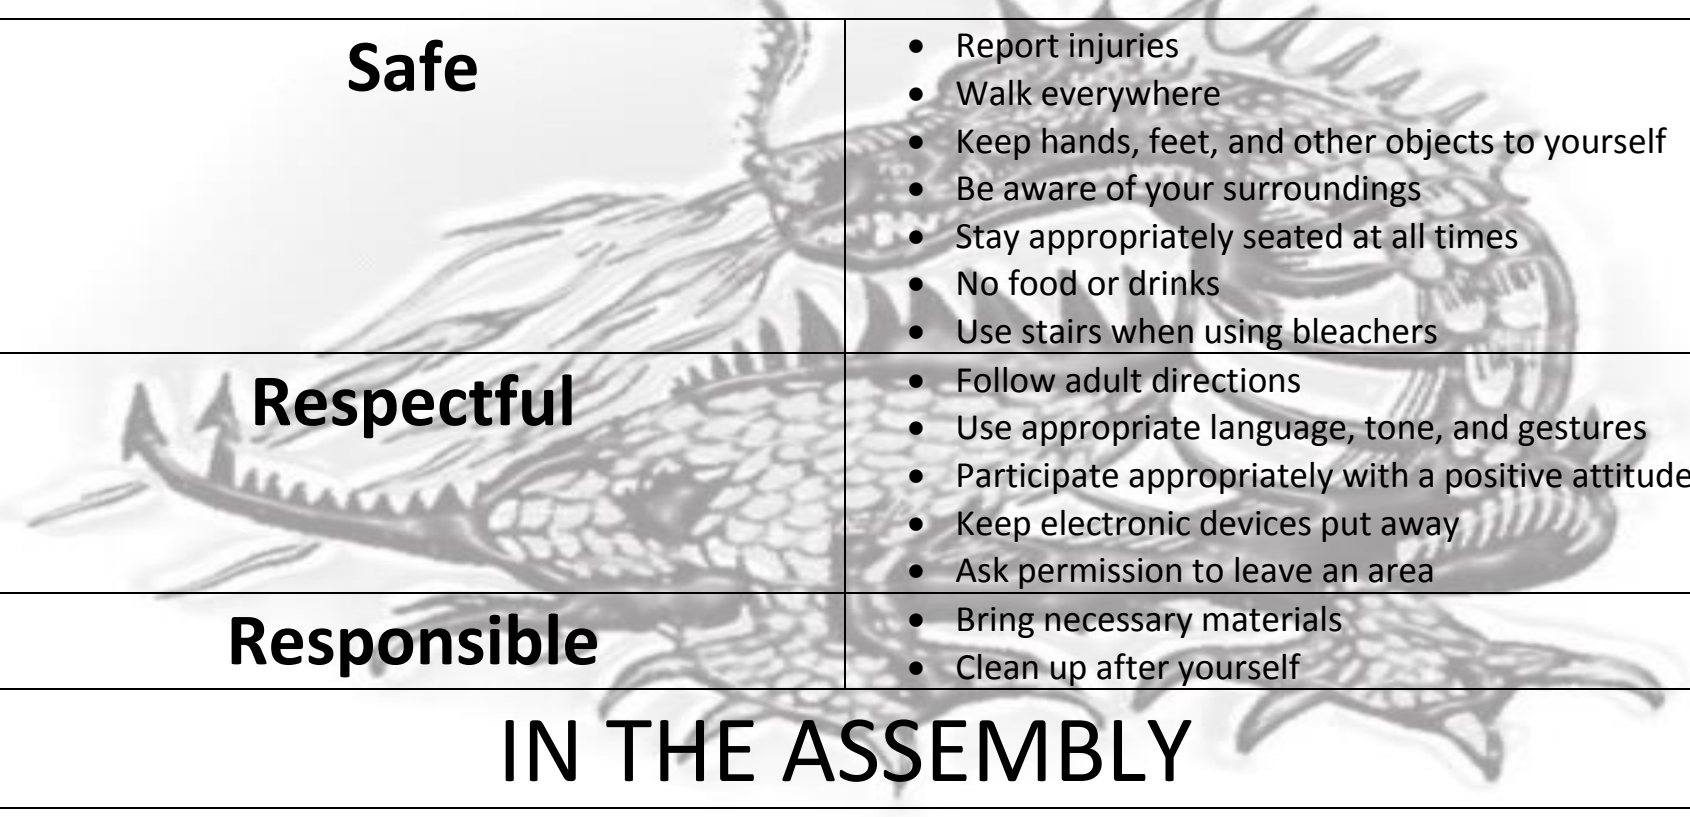 Safe
• Report injuries
• Walk everywhere
• Keep hands, feet, and other objects to yourself
• Be aware of your surroundings
• Stay appropriately seated at all times
• No food or drinks
• Use stairs when using bleachers
Respectful
• Follow adult directions
• Use appropriate language, tone, and gestures
• Participate appropriately with a positive attitude
• Keep electronic devices put away
• Ask permission to leave an area
Responsible
• Bring necessary materials
• Clean up after yourself
IN THE ASSEMBLY